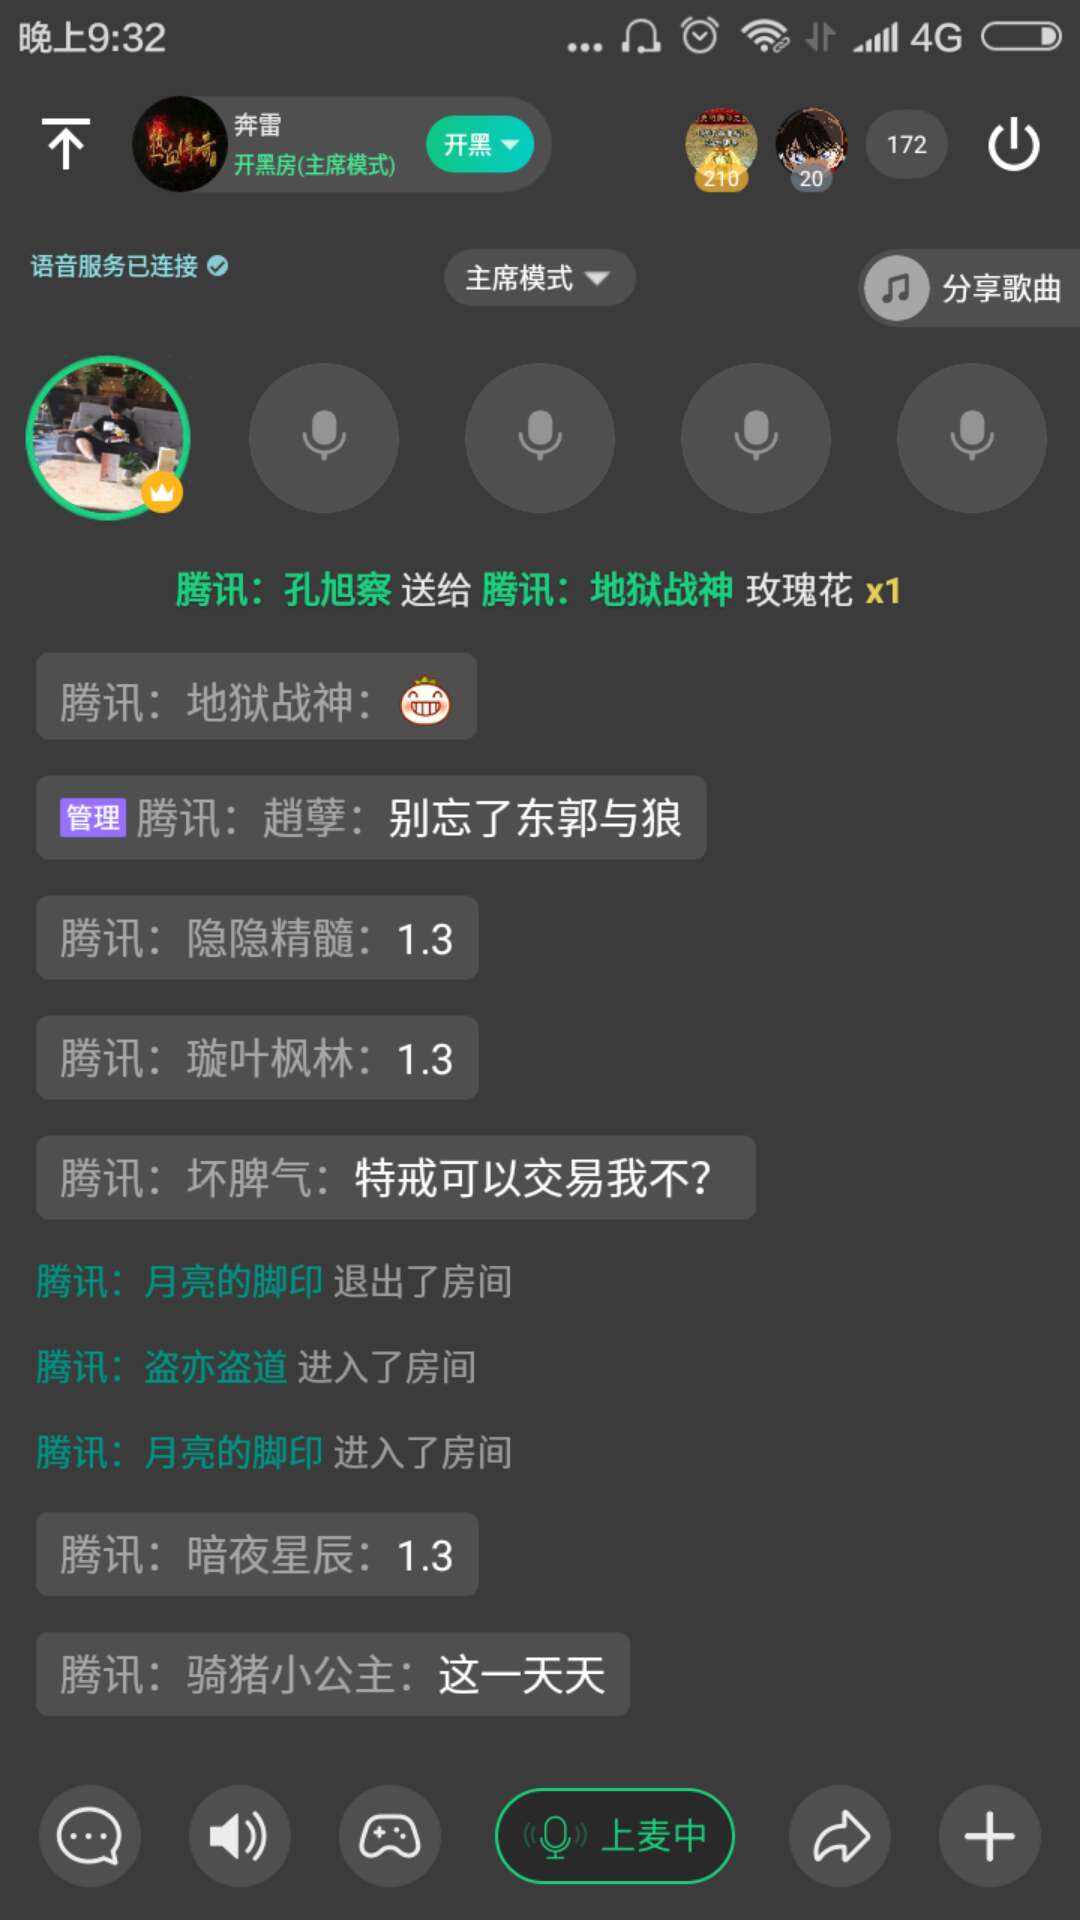 晚上9:32
4G
热血传奇
奔雷
开黑房(主席模式)
开黑
210
20
172
语音服务已连接
主席模式
分享歌曲
腾讯：孔旭察 送给 腾讯：地狱战神 玫瑰花 x1
腾讯：地狱战神：
管理 腾讯：趙孽：别忘了东郭与狼
腾讯：隐隐精髓：1.3
腾讯：璇叶枫林：1.3
腾讯：坏脾气：特戒可以交易我不？
腾讯：月亮的脚印 退出了房间
腾讯：盗亦盗道 进入了房间
腾讯：月亮的脚印 进入了房间
腾讯：暗夜星辰：1.3
腾讯：骑猪小公主：这一天天
上麦中